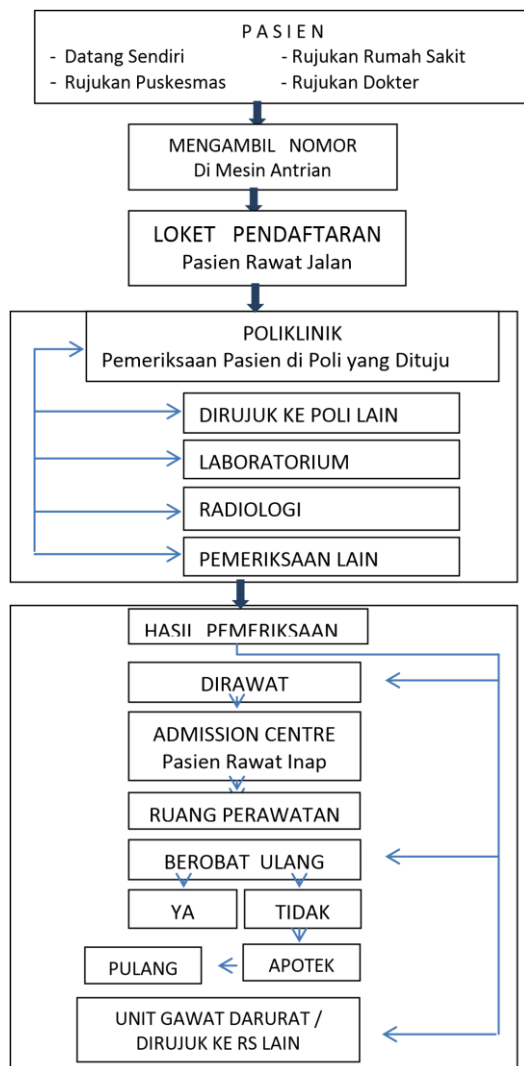 P A S I E N
- Datang Sendiri - Rujukan Rumah Sakit
- Rujukan Puskesmas - Rujukan Dokter
MENGAMBIL NOMOR
Di Mesin Antrian
LOKET PENDAFTARAN
Pasien Rawat Jalan
POLIKLINIK
Pemeriksaan Pasien di Poli yang Dituju
DIRUJUK KE POLI LAIN
LABORATORIUM
RADIOLOGI
PEMERIKSAAN LAIN
HASIL PEMERIKSAAN
DIRAWAT
ADMISSION CENTRE
Pasien Rawat Inap
RUANG PERAWATAN
BEROBAT ULANG
YA TIDAK
PULANG APOTEK
UNIT GAWAT DARURAT /
DIRUJUK KE RS LAIN